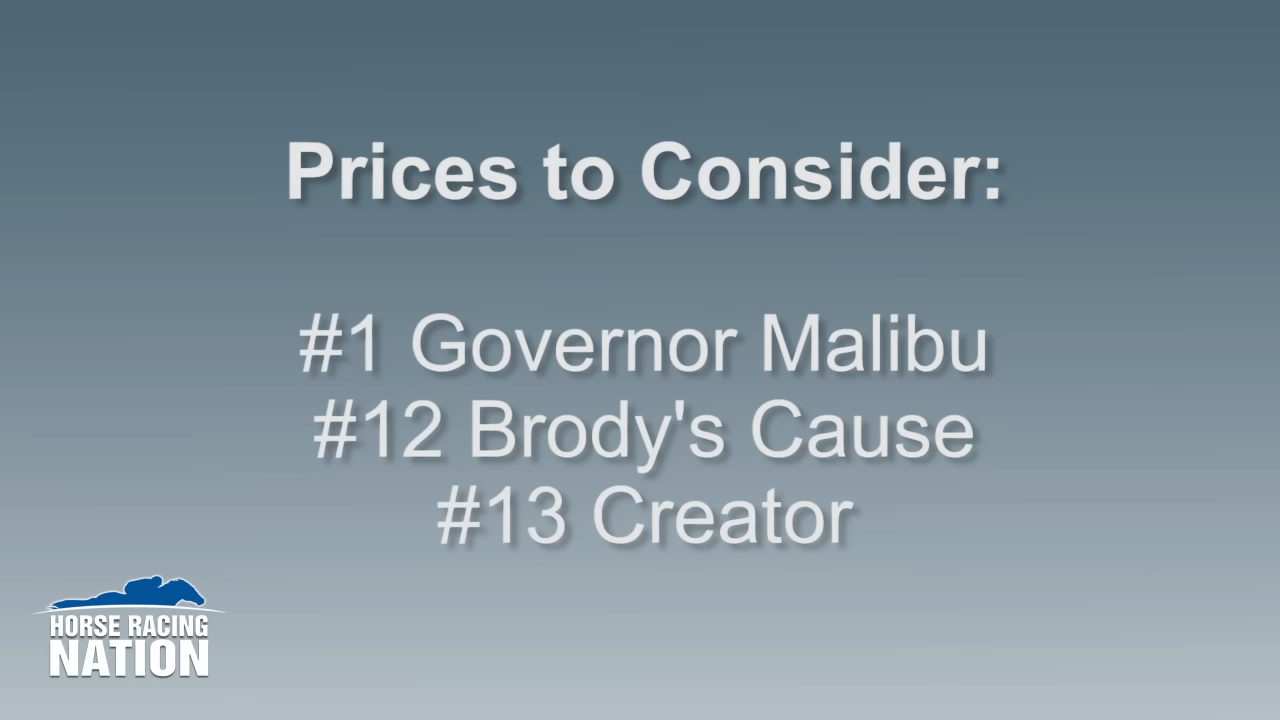 Prices to Consider:
#1 Governor Malibu
#12 Brody's Cause
#13 Creator
HORSE RACING
NATION